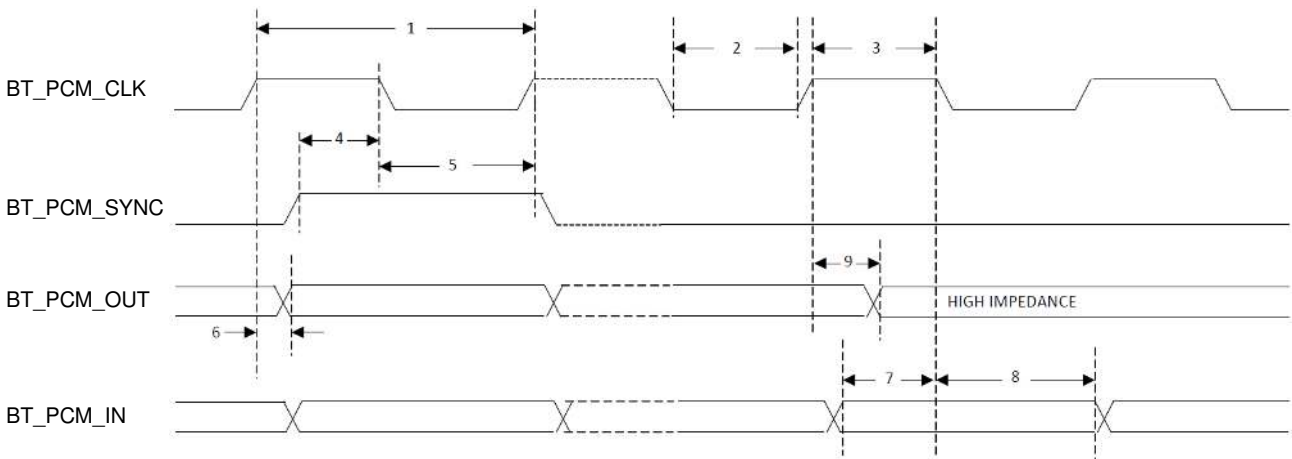 1
2
3
BT_PCM_CLK
4
5
BT_PCM_SYNC
9
BT_PCM_OUT
HIGH IMPEDANCE
6
7
8
BT_PCM_IN